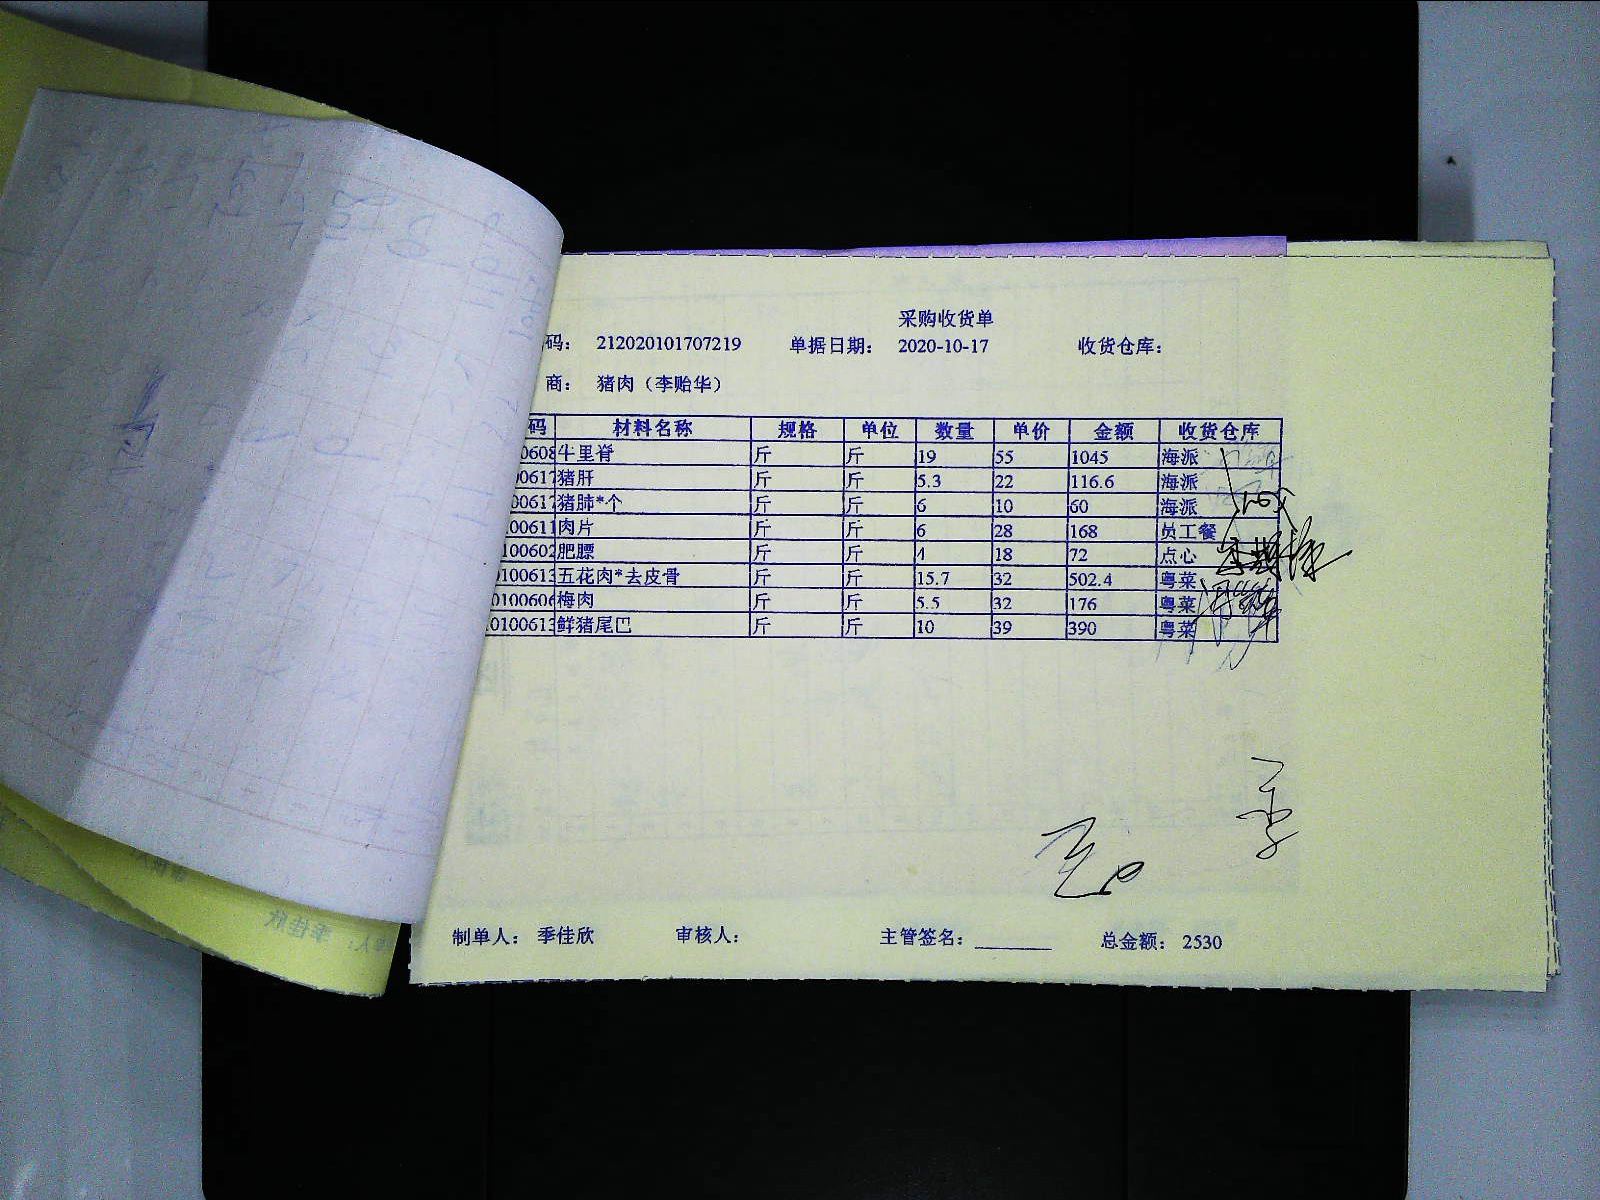 采购收货单
码： 212020101707219 单据日期： 2020-10-17 收货仓库：
商： 猪肉（李贻华）
码 材料名称 规格 单位 数量 单价 金额 收货仓库
00608 牛里脊 斤 斤 19 55 1045 海派
00617 猪肝 斤 斤 5.3 22 116.6 海派
00617 猪肺*个 斤 斤 6 10 60 海派
100611 肉片 斤 斤 6 28 168 员工餐
100602 肥膘 斤 斤 4 18 72 点心
0100613 五花肉*去皮骨 斤 斤 15.7 32 502.4 粤菜
0100606 梅肉 斤 斤 5.5 32 176 粤菜
0100613 鲜猪尾巴 斤 斤 10 39 390 粤菜
制单人： 季佳欣 审核人： 主管签名： 总金额： 2530